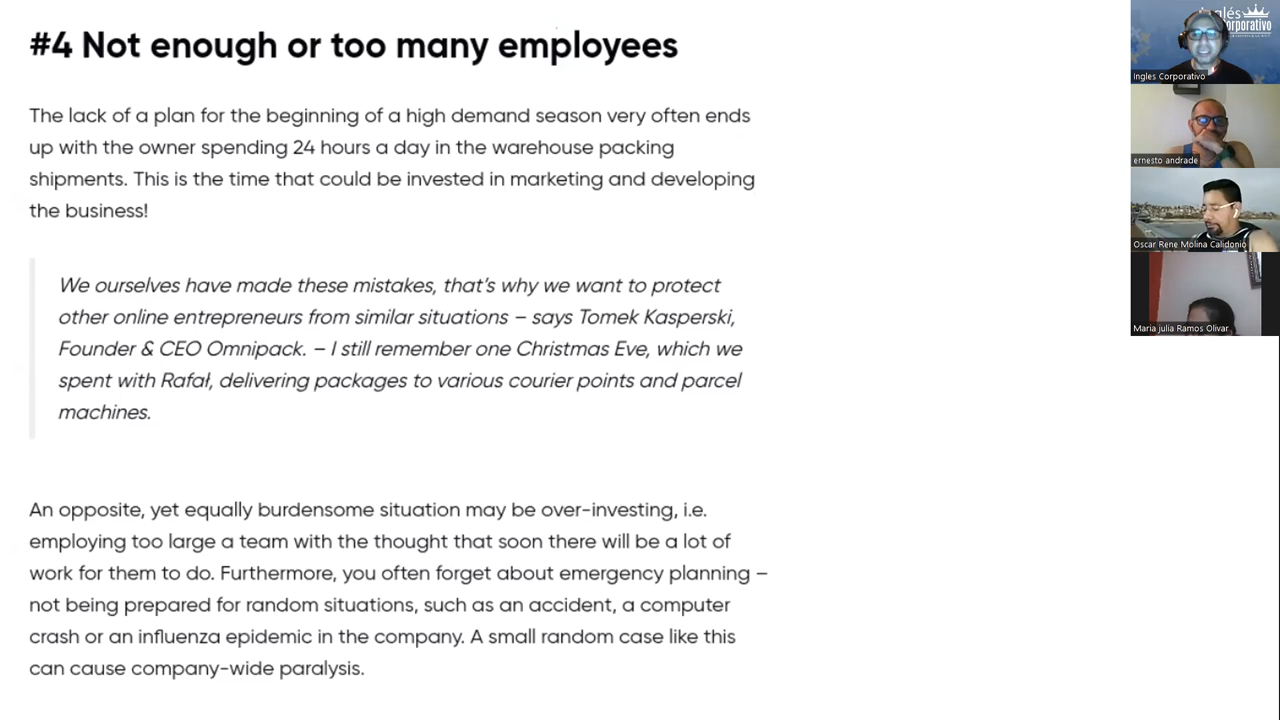 #4 Not enough or too many employees
The lack of a plan for the beginning of a high demand season very often ends
up with the owner spending 24 hours a day in the warehouse packing
shipments. This is the time that could be invested in marketing and developing
the business!
We ourselves have made these mistakes, that's why we want to protect
other online entrepreneurs from similar situations – says Tomek Kasperski,
Founder & CEO Omnipack. – I still remember one Christmas Eve, which we
spent with Rafał, delivering packages to various courier points and parcel
machines.
An opposite, yet equally burdensome situation may be over-investing, i.e.
employing too large a team with the thought that soon there will be a lot of
work for them to do. Furthermore, you often forget about emergency planning –
not being prepared for random situations, such as an accident, a computer
crash or an influenza epidemic in the company. A small random case like this
can cause company-wide paralysis.
Ingles Corporativo
ernesto andrade
Oscar Rene Molina Calidonio
Maria julia Ramos Olivar